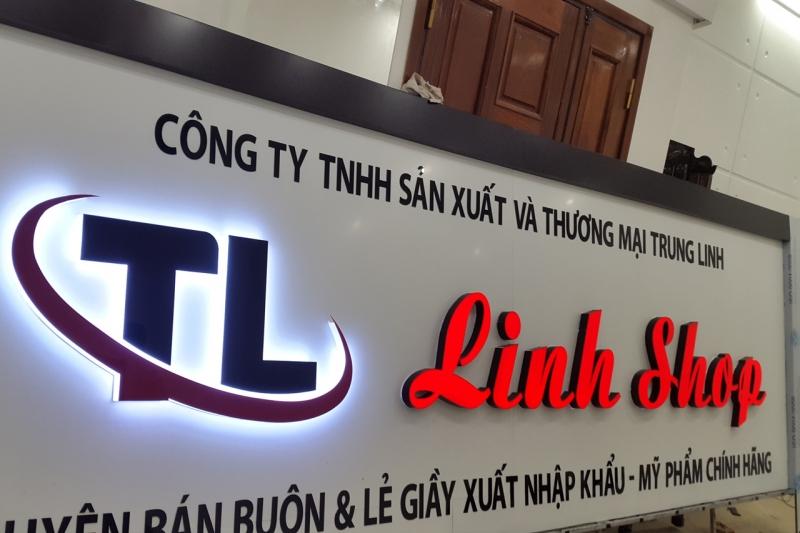 CÔNG TY TNHH SẢN XUẤT VÀ THƯƠNG MẠI TRUNG LINH
TL
Linh Shop
BÁN BUÔN & LẺ GIẦY XUẤT NHẬP KHẨU - MỸ PHẨM CHÍNH HÃNG